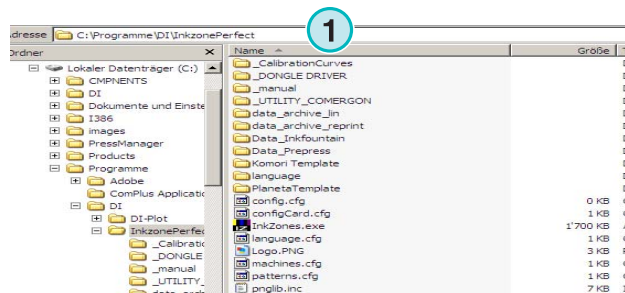 Adresse C:\Programme\DI\InkzonePerfect
1
Ordner
Lokaler Datenträger (C:)
CMPNENTS
DI
Dokumente und Einste
I386
images
PressManager
Products
Programme
Adobe
ComPlus Applicatio
DI
DI-Plot
InkzonePerfec
_Calibratio
_DONGLE
_manual
_UTILITY_
Name Größe
_CalibrationCurves
_DONGLE DRIVER
_manual
_UTILITY_COMERGON
data_archive_lin
data_archive_reprint
Data_Inkfountain
Data_Prepress
Komori Template
language
PlanetaTemplate
config.cfg 0 KB
configCard.cfg 1 KB
InkZones.exe 1'700 KB
language.cfg 1 KB
Logo.PNG 3 KB
machines.cfg 1 KB
patterns.cfg 1 KB
pnglib.inc 7 KB